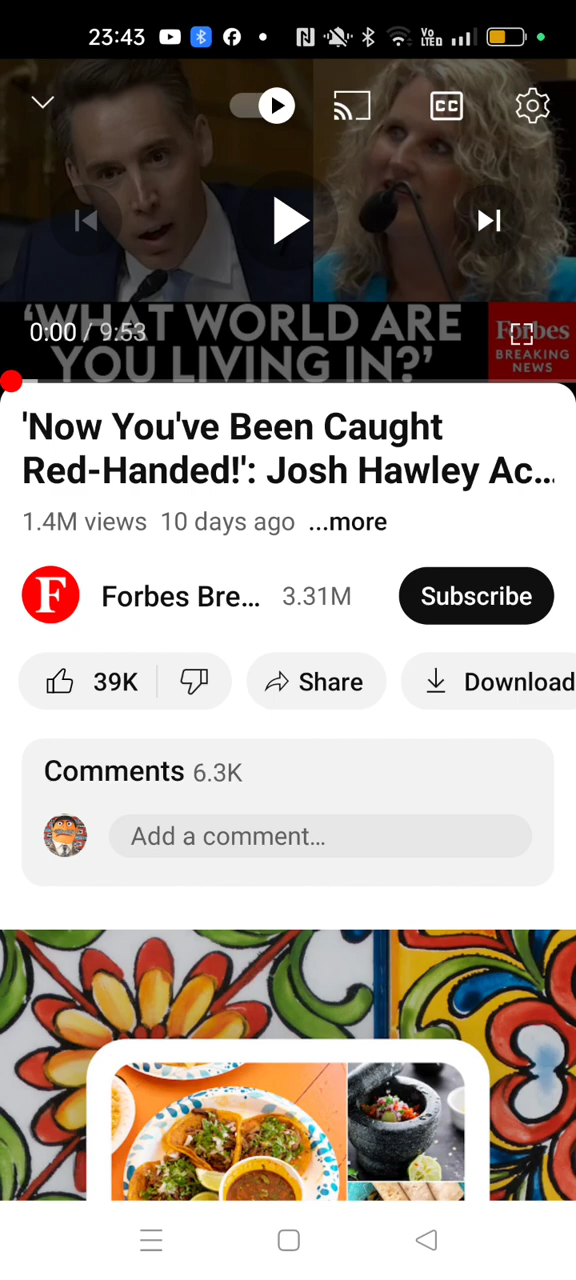 23:43
VoLTED
CC
'WHAT WORLD ARE
YOU LIVING IN?'
0:00 / 9:53
Forbes
BREAKING
NEWS
'Now You've Been Caught
Red-Handed!': Josh Hawley Ac...
1.4M views 10 days ago ...more
F Forbes Bre... 3.31M Subscribe
39K Share Download
Comments 6.3K
Add a comment...